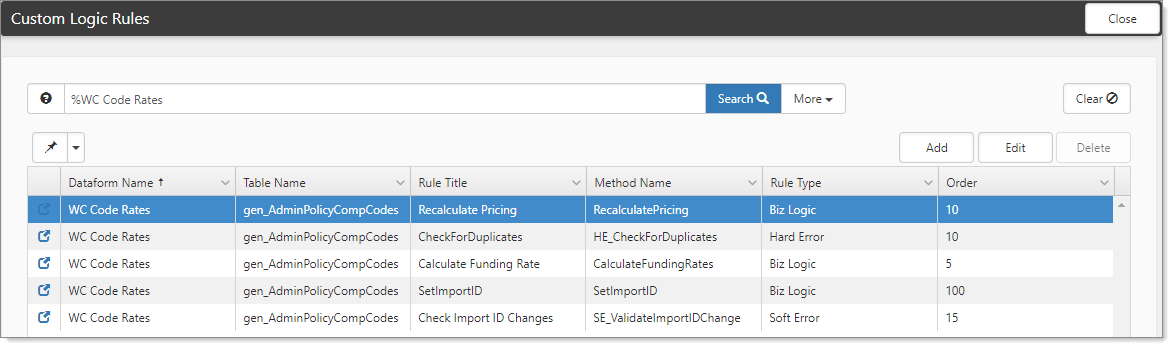 Custom Logic Rules Close
%WC Code Rates Search More Clear
Add Edit Delete
Dataform Name Table Name Rule Title Method Name Rule Type Order
WC Code Rates gen_AdminPolicyCompCodes Recalculate Pricing RecalculatePricing Biz Logic 10
WC Code Rates gen_AdminPolicyCompCodes CheckForDuplicates HE_CheckForDuplicates Hard Error 10
WC Code Rates gen_AdminPolicyCompCodes Calculate Funding Rate CalculateFundingRates Biz Logic 5
WC Code Rates gen_AdminPolicyCompCodes SetImportID SetImportID Biz Logic 100
WC Code Rates gen_AdminPolicyCompCodes Check Import ID Changes SE_ValidateImportIDChange Soft Error 15